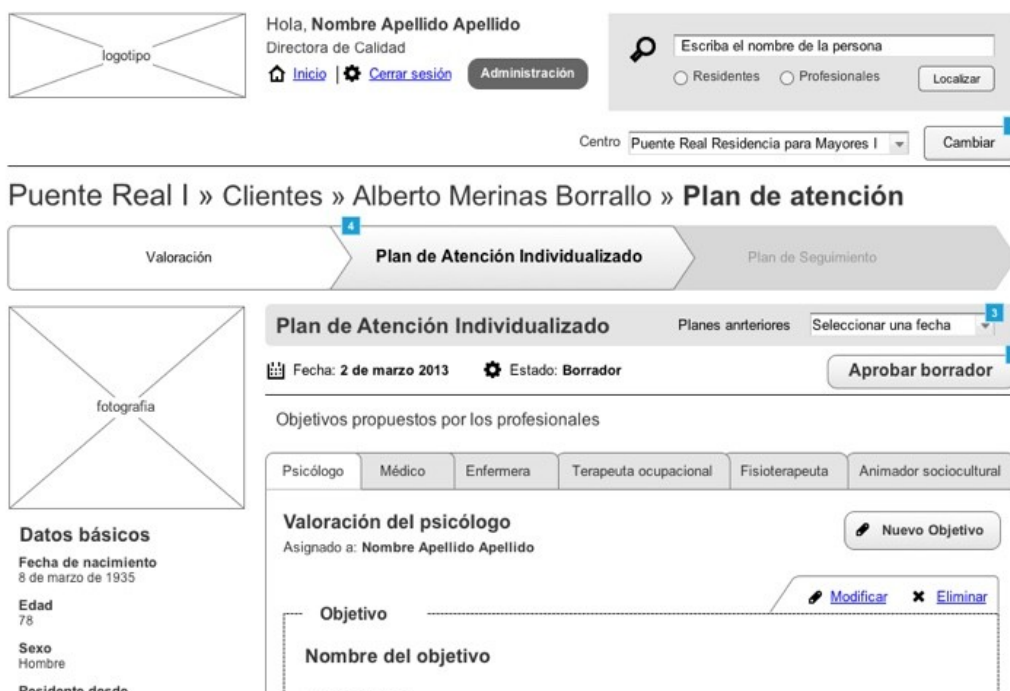 logotipo
Hola, Nombre Apellido Apellido
Directora de Calidad
Inicio | Cerrar sesión Administración
Escriba el nombre de la persona
Residentes Profesionales Localizar
Centro Puente Real Residencia para Mayores I Cambiar
Puente Real I » Clientes » Alberto Merinas Borrallo » Plan de atención
4
Valoración Plan de Atención Individualizado Plan de Seguimiento
fotografia
Plan de Atención Individualizado Planes anrteriores Seleccionar una fecha 3
Fecha: 2 de marzo 2013 Estado: Borrador Aprobar borrador
Objetivos propuestos por los profesionales
Psicólogo Médico Enfermera Terapeuta ocupacional Fisioterapeuta Animador sociocultural
Valoración del psicólogo
Asignado a: Nombre Apellido Apellido
Nuevo Objetivo
Modificar Eliminar
Objetivo
Nombre del objetivo
Datos básicos
Fecha de nacimiento
8 de marzo de 1935
Edad
78
Sexo
Hombre
Residente desde